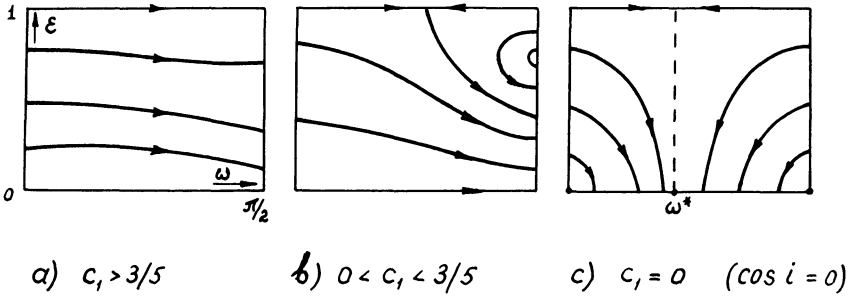 1
ε
ω
0
π/2
ω*
a) c₁ > 3/5
b) 0 < c₁ < 3/5
c) c₁ = 0 (cos i = 0)